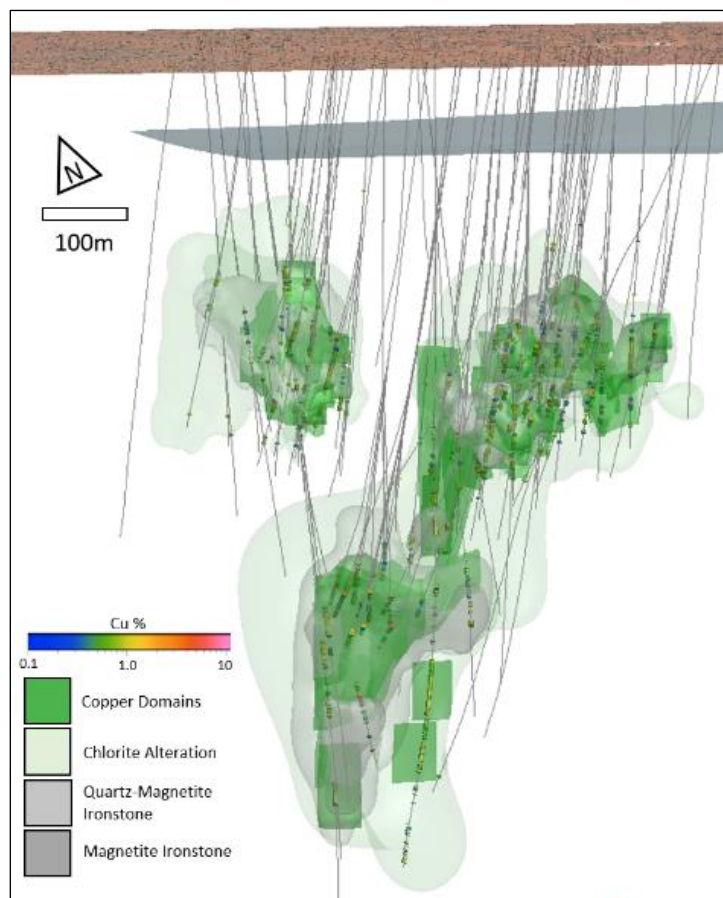 N
100m
Cu %
0.1 1.0 10
Copper Domains
Chlorite Alteration
Quartz-Magnetite
Ironstone
Magnetite Ironstone